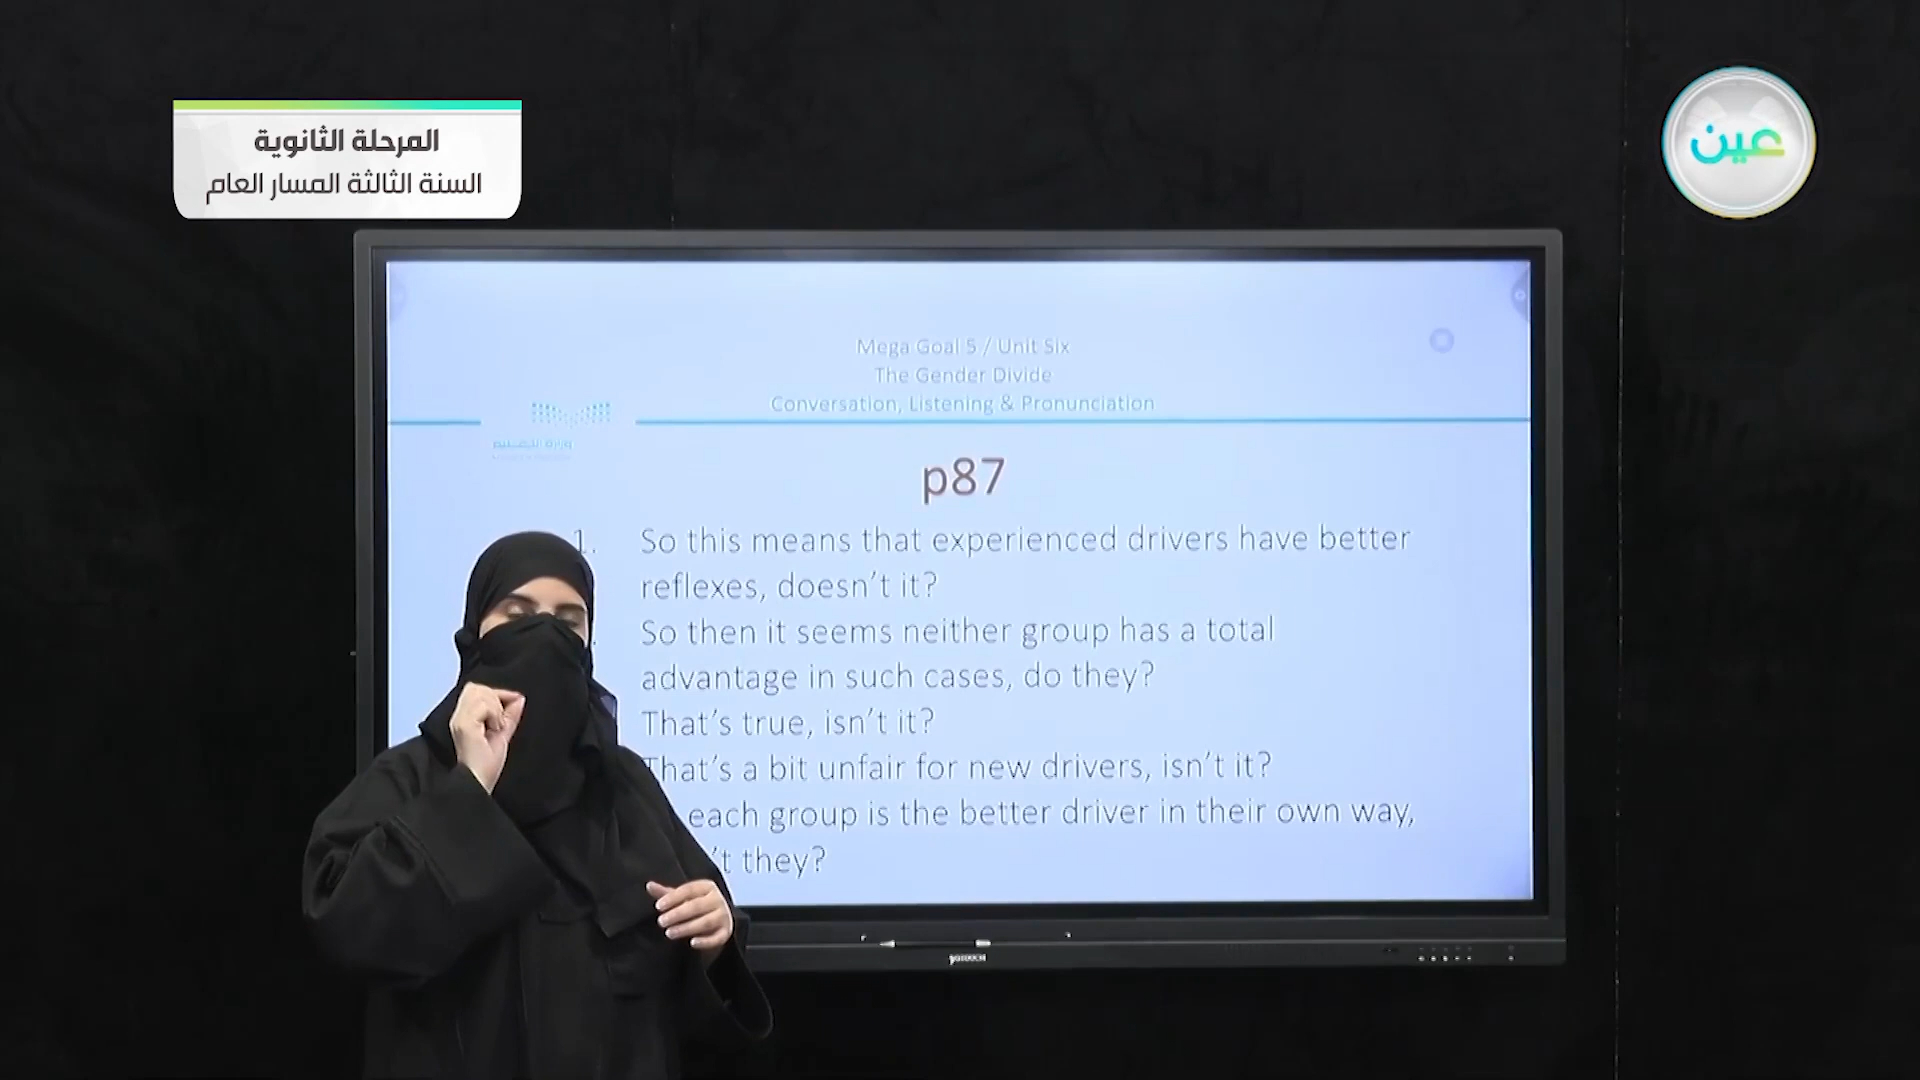 المرحلة الثانوية
السنة الثالثة المسار العام
عين
Mega Goal 5 / Unit Six
The Gender Divide
Conversation, Listening & Pronunciation
وزارة التعليم
p87
1. So this means that experienced drivers have better
reflexes, doesn't it?
So then it seems neither group has a total
advantage in such cases, do they?
That's true, isn't it?
That's a bit unfair for new drivers, isn't it?
each group is the better driver in their own way,
't they?